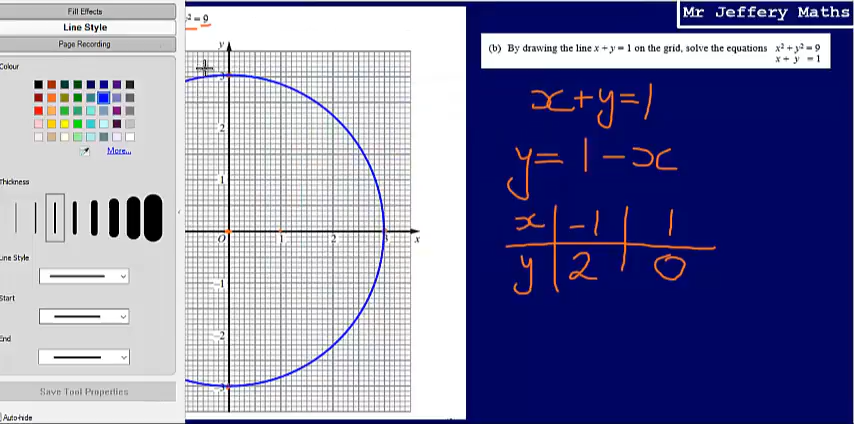 Fill Effects
Line Style
Page Recording
Colour
More...
Thickness
Line Style
Start
End
Save Tool Properties
Auto-hide
² = 9
y
3
2
1
O
1
2
3
x
-1
-2
-3
Mr Jeffery Maths
(b) By drawing the line x + y = 1 on the grid, solve the equations x² + y² = 9
x + y = 1
x+y=1
y=1-x
x -1 1
y 2 0